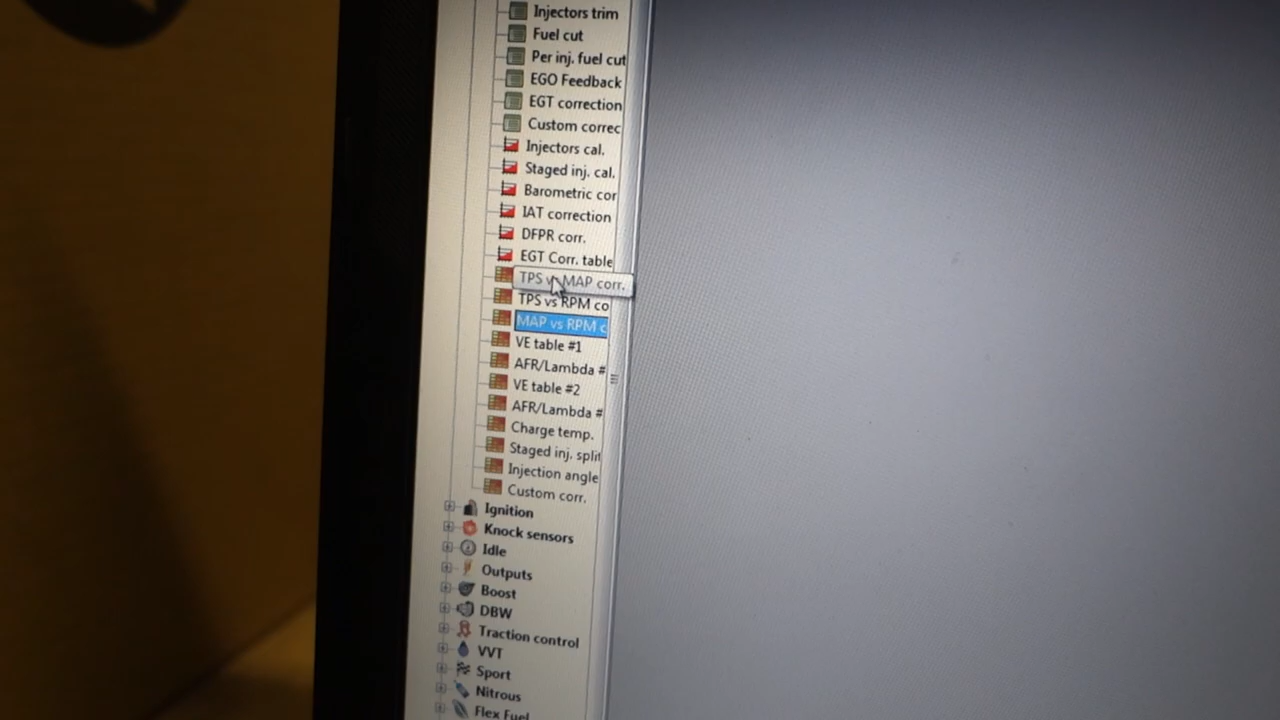 Injectors trim
Fuel cut
Per inj. fuel cut
EGO Feedback
EGT correction
Custom correc
Injectors cal.
Staged inj. cal.
Barometric cor
IAT correction
DFPR corr.
EGT Corr. table
TPS vs MAP corr.
TPS vs RPM co
MAP vs RPM c
VE table #1
AFR/Lambda #
VE table #2
AFR/Lambda #
Charge temp.
Staged inj. split
Injection angle
Custom corr.
Ignition
Knock sensors
Idle
Outputs
Boost
DBW
Traction control
VVT
Sport
Nitrous
Flex Fuel